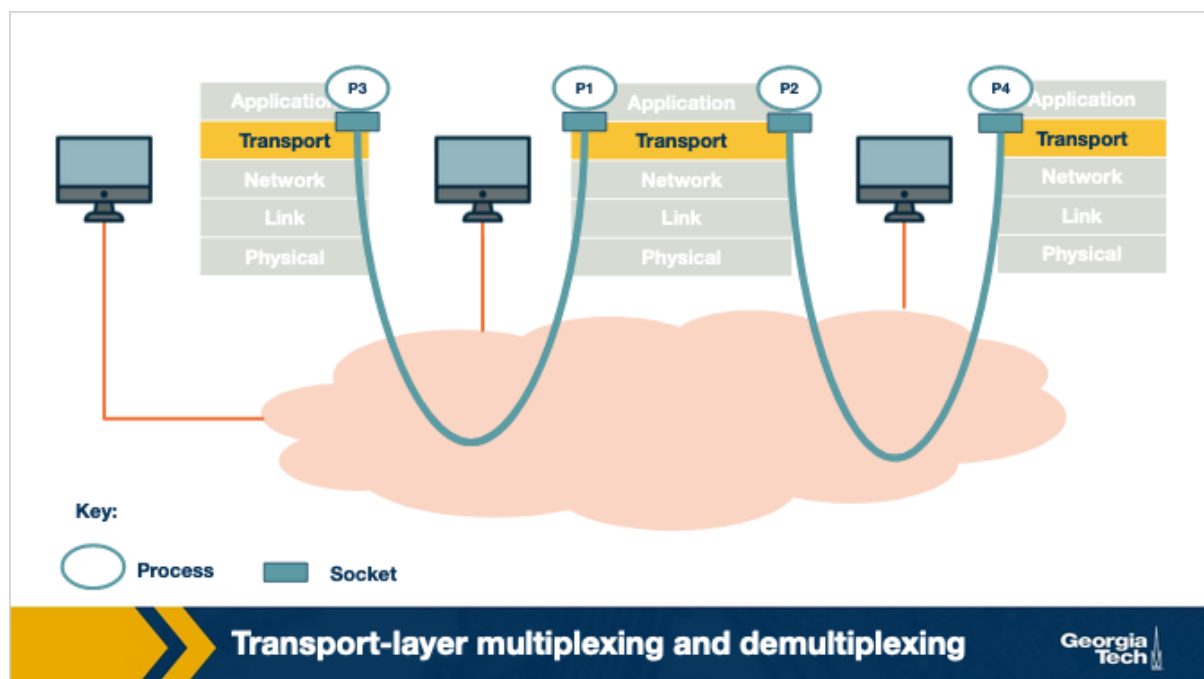 P3
P1
P2
P4
Application
Application
Application
Transport
Transport
Transport
Network
Network
Network
Link
Link
Link
Physical
Physical
Physical
Key:
Process
Socket
Transport-layer multiplexing and demultiplexing
Georgia
Tech